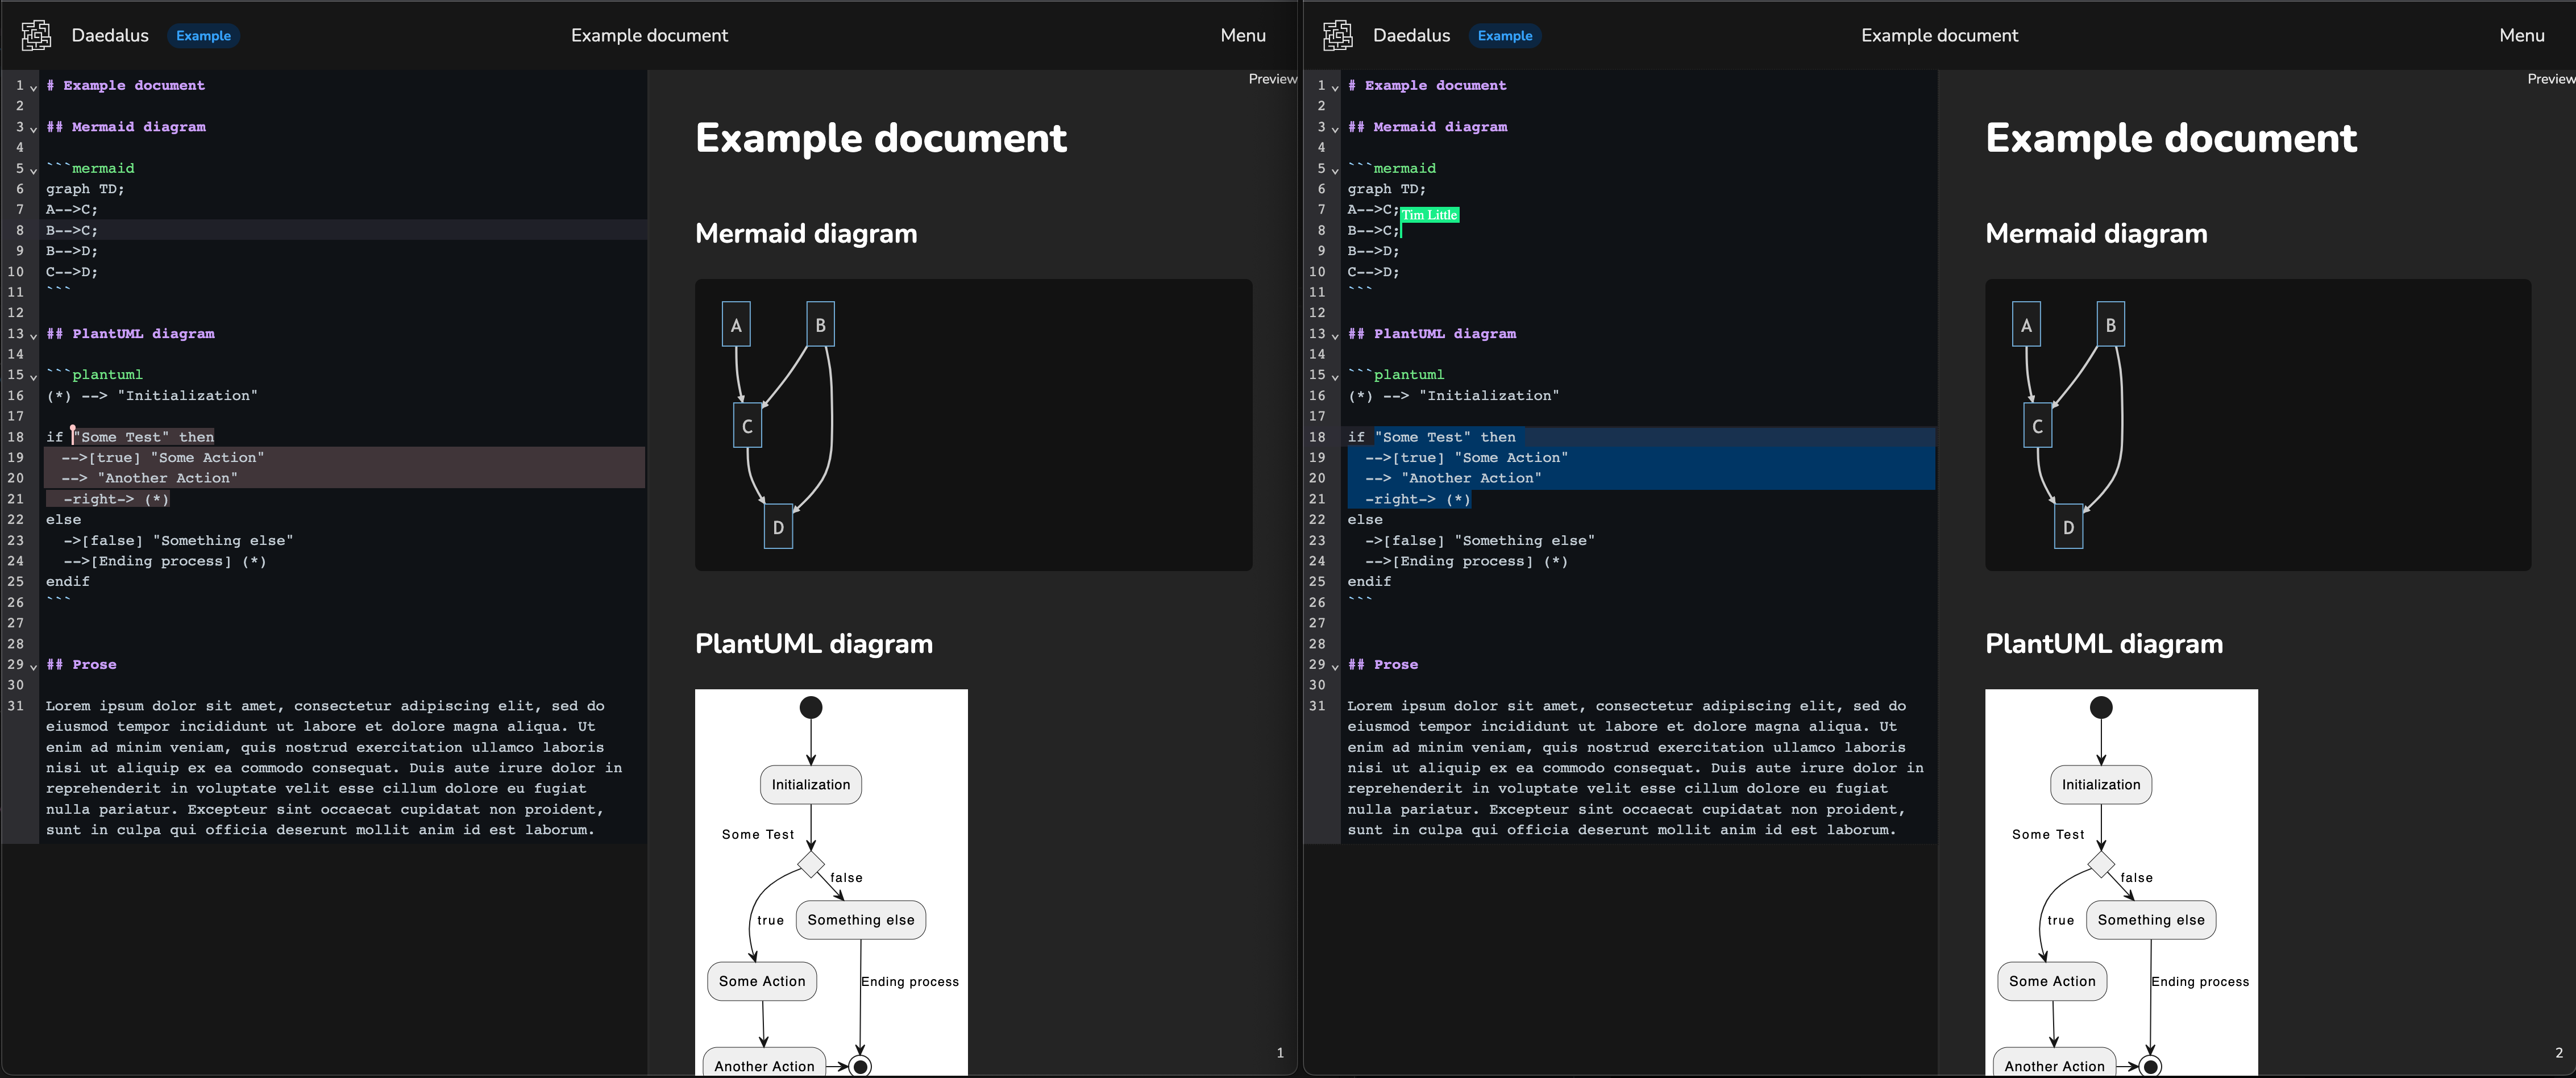 Daedalus Example Example document Menu
Preview
1 # Example document
2
3 ## Mermaid diagram
4
5 ```mermaid
6 graph TD;
7 A-->C;
8 B-->C;
9 B-->D;
10 C-->D;
11 ```
12
13 ## PlantUML diagram
14
15 ```plantuml
16 (*) --> "Initialization"
17
18 if "Some Test" then
19   -->[true] "Some Action"
20   --> "Another Action"
21   -right-> (*)
22 else
23   ->[false] "Something else"
24   -->[Ending process] (*)
25 endif
26 ```
27
28
29 ## Prose
30
31 Lorem ipsum dolor sit amet, consectetur adipiscing elit, sed do
eiusmod tempor incididunt ut labore et dolore magna aliqua. Ut
enim ad minim veniam, quis nostrud exercitation ullamco laboris
nisi ut aliquip ex ea commodo consequat. Duis aute irure dolor in
reprehenderit in voluptate velit esse cillum dolore eu fugiat
nulla pariatur. Excepteur sint occaecat cupidatat non proident,
sunt in culpa qui officia deserunt mollit anim id est laborum.
Example document
Mermaid diagram
A B
C
D
PlantUML diagram
Initialization
Some Test
false
true
Something else
Some Action
Ending process
Another Action
1
Daedalus Example Example document Menu
Preview
1 # Example document
2
3 ## Mermaid diagram
4
5 ```mermaid
6 graph TD;
7 A-->C;
Tim Little
8 B-->C;
9 B-->D;
10 C-->D;
11 ```
12
13 ## PlantUML diagram
14
15 ```plantuml
16 (*) --> "Initialization"
17
18 if "Some Test" then
19   -->[true] "Some Action"
20   --> "Another Action"
21   -right-> (*)
22 else
23   ->[false] "Something else"
24   -->[Ending process] (*)
25 endif
26 ```
27
28
29 ## Prose
30
31 Lorem ipsum dolor sit amet, consectetur adipiscing elit, sed do
eiusmod tempor incididunt ut labore et dolore magna aliqua. Ut
enim ad minim veniam, quis nostrud exercitation ullamco laboris
nisi ut aliquip ex ea commodo consequat. Duis aute irure dolor in
reprehenderit in voluptate velit esse cillum dolore eu fugiat
nulla pariatur. Excepteur sint occaecat cupidatat non proident,
sunt in culpa qui officia deserunt mollit anim id est laborum.
Example document
Mermaid diagram
A B
C
D
PlantUML diagram
Initialization
Some Test
false
true
Something else
Some Action
Ending process
Another Action
2